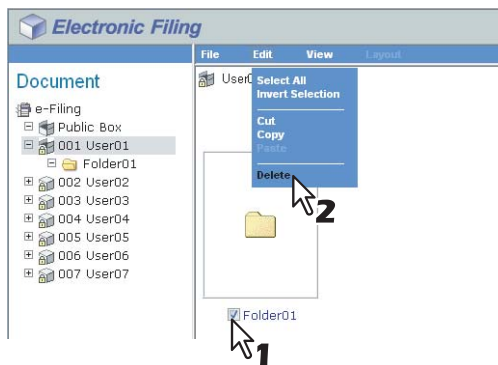 Electronic Filing
File Edit View Layout
Document
e-Filing
Public Box
001 User01
Folder01
002 User02
003 User03
004 User04
005 User05
006 User06
007 User07
Select All
Invert Selection
Cut
Copy
Paste
Delete
2
Folder01
1